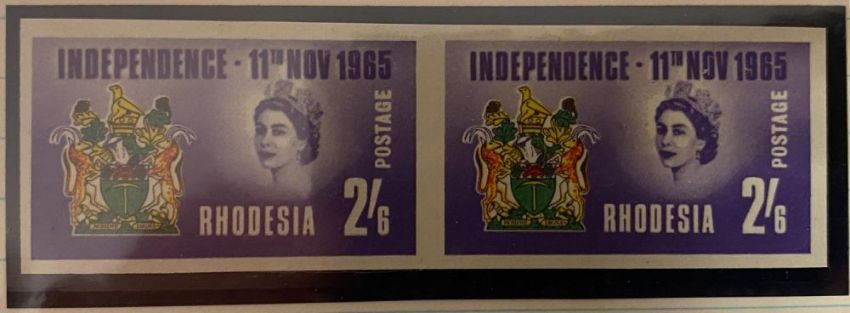 INDEPENDENCE · 11TH NOV 1965
POSTAGE
RHODESIA 2/6
INDEPENDENCE · 11TH NOV 1965
POSTAGE
RHODESIA 2/6